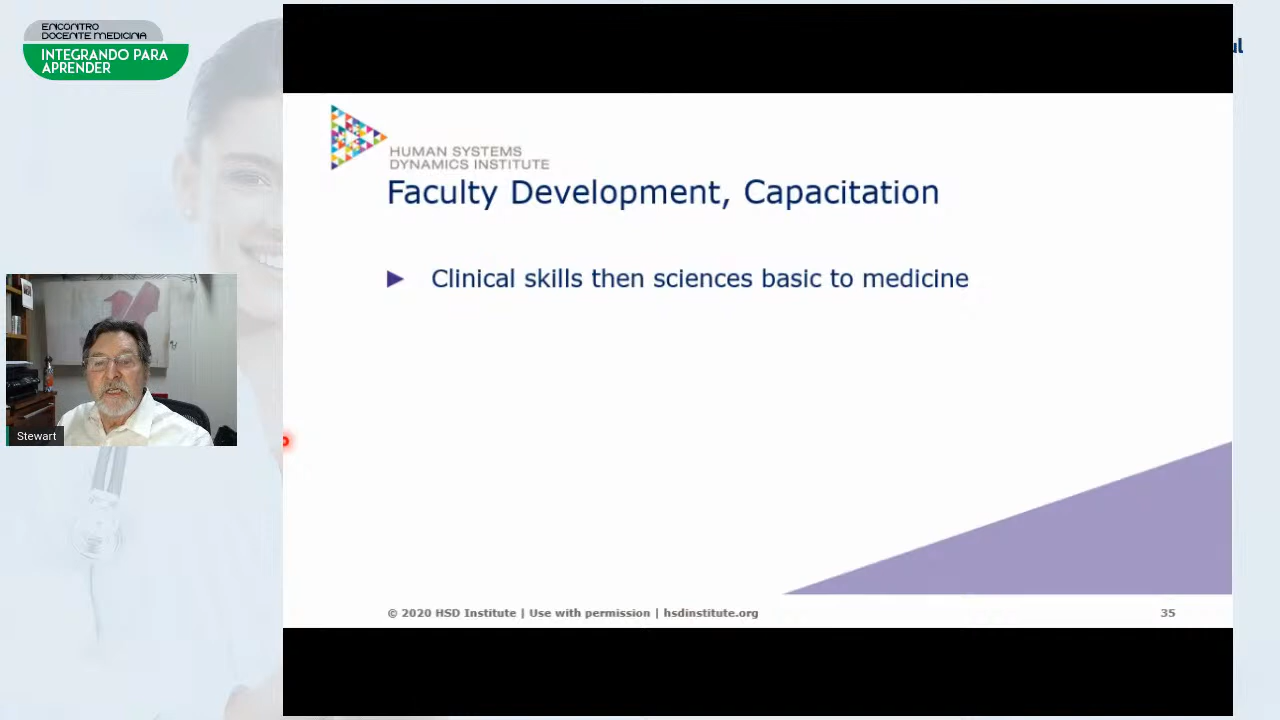 ENCONTRO
DOCENTE MEDICINA
INTEGRANDO PARA
APRENDER
ul
HUMAN SYSTEMS
DYNAMICS INSTITUTE
Faculty Development, Capacitation
► Clinical skills then sciences basic to medicine
Stewart
© 2020 HSD Institute | Use with permission | hsdinstitute.org
35